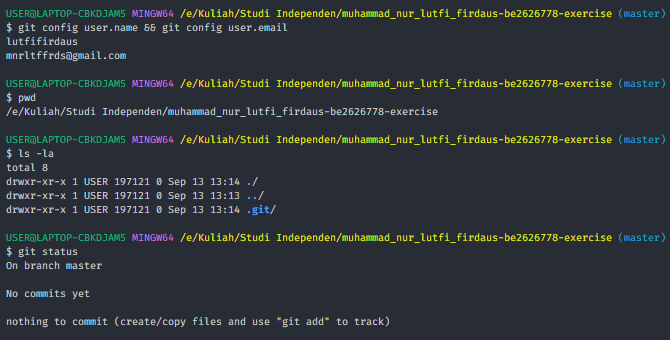 USER@LAPTOP-CBKDJAM5 MINGW64 /e/Kuliah/Studi Independen/muhammad_nur_lutfi_firdaus-be2626778-exercise (master)
$ git config user.name && git config user.email
lutfifirdaus
mnrltffrds@gmail.com
USER@LAPTOP-CBKDJAM5 MINGW64 /e/Kuliah/Studi Independen/muhammad_nur_lutfi_firdaus-be2626778-exercise (master)
$ pwd
/e/Kuliah/Studi Independen/muhammad_nur_lutfi_firdaus-be2626778-exercise
USER@LAPTOP-CBKDJAM5 MINGW64 /e/Kuliah/Studi Independen/muhammad_nur_lutfi_firdaus-be2626778-exercise (master)
$ ls -la
total 8
drwxr-xr-x 1 USER 197121 0 Sep 13 13:14 ./
drwxr-xr-x 1 USER 197121 0 Sep 13 13:13 ../
drwxr-xr-x 1 USER 197121 0 Sep 13 13:14 .git/
USER@LAPTOP-CBKDJAM5 MINGW64 /e/Kuliah/Studi Independen/muhammad_nur_lutfi_firdaus-be2626778-exercise (master)
$ git status
On branch master
No commits yet
nothing to commit (create/copy files and use "git add" to track)